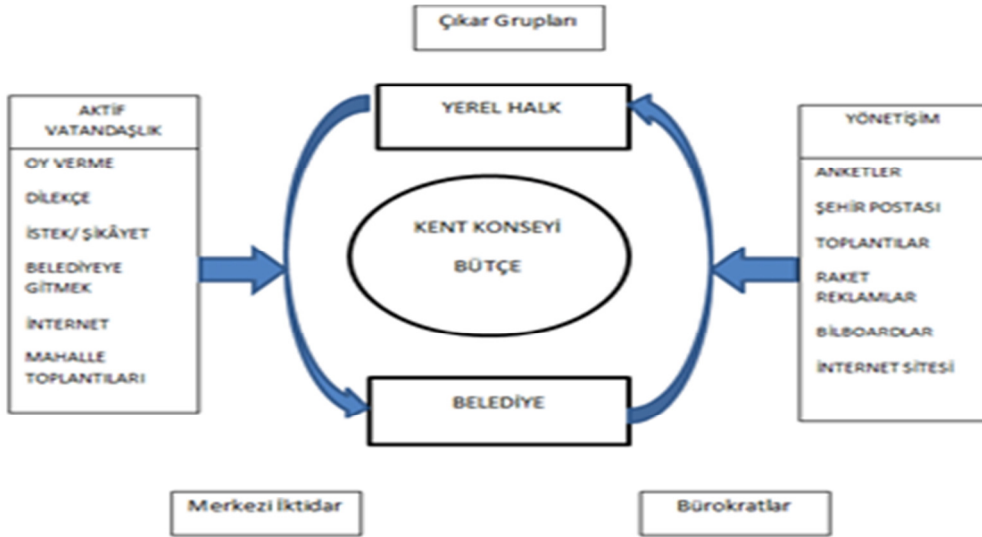 Çıkar Grupları
AKTİF
VATANDAŞLIK
OY VERME
DİLEKÇE
İSTEK/ ŞİKÂYET
BELEDİYEYE
GİTMEK
İNTERNET
MAHALLE
TOPLANTILARI
YEREL HALK
KENT KONSEYİ
BÜTÇE
BELEDİYE
YÖNETİŞİM
ANKETLER
ŞEHİR POSTASI
TOPLANTILAR
RAKET
REKLAMLAR
BİLBOARDLAR
İNTERNET SİTESİ
Merkezi İktidar
Bürokratlar